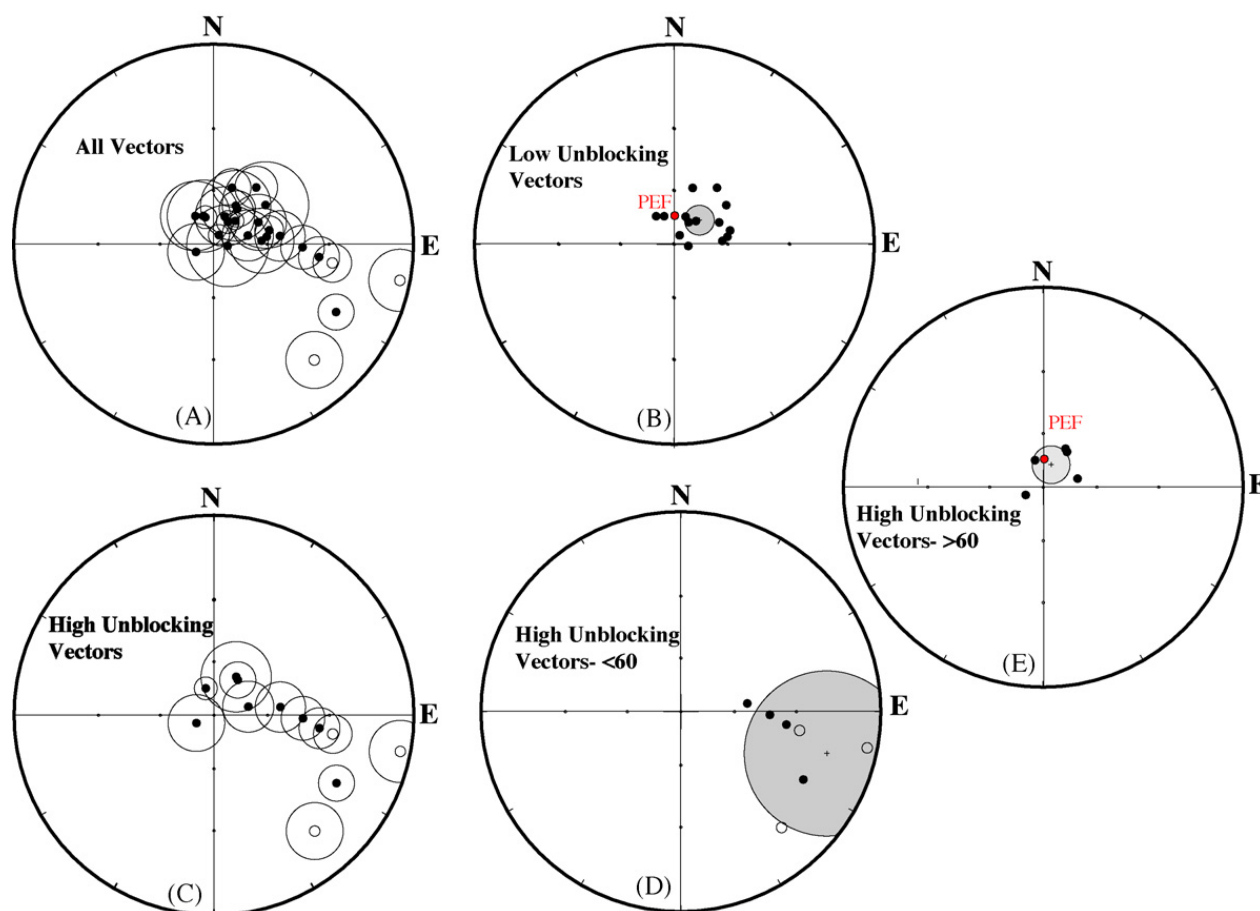 N
All Vectors
E
(A)
N
Low Unblocking
Vectors
PEF
E
(B)
N
High Unblocking
Vectors
E
(C)
N
High Unblocking
Vectors- <60
E
(D)
N
PEF
E
High Unblocking
Vectors- >60
(E)